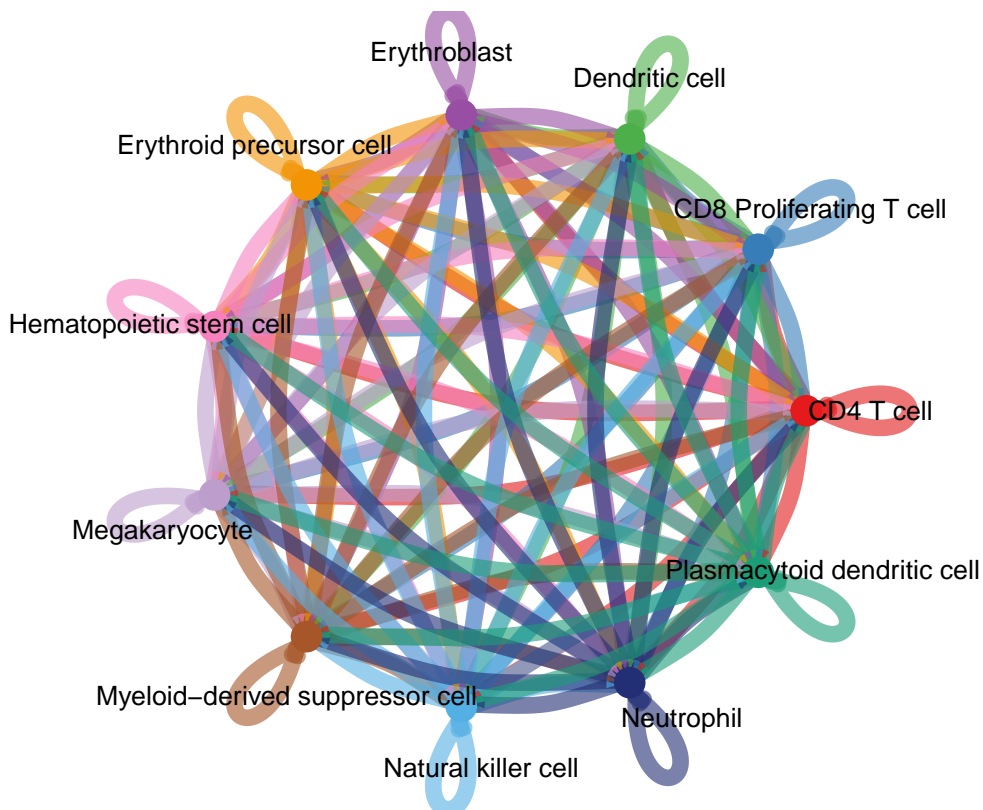 Erythroblast
Dendritic cell
Erythroid precursor cell
CD8 Proliferating T cell
Hematopoietic stem cell
CD4 T cell
Megakaryocyte
Plasmacytoid dendritic cell
Myeloid−derived suppressor cell
Neutrophil
Natural killer cell